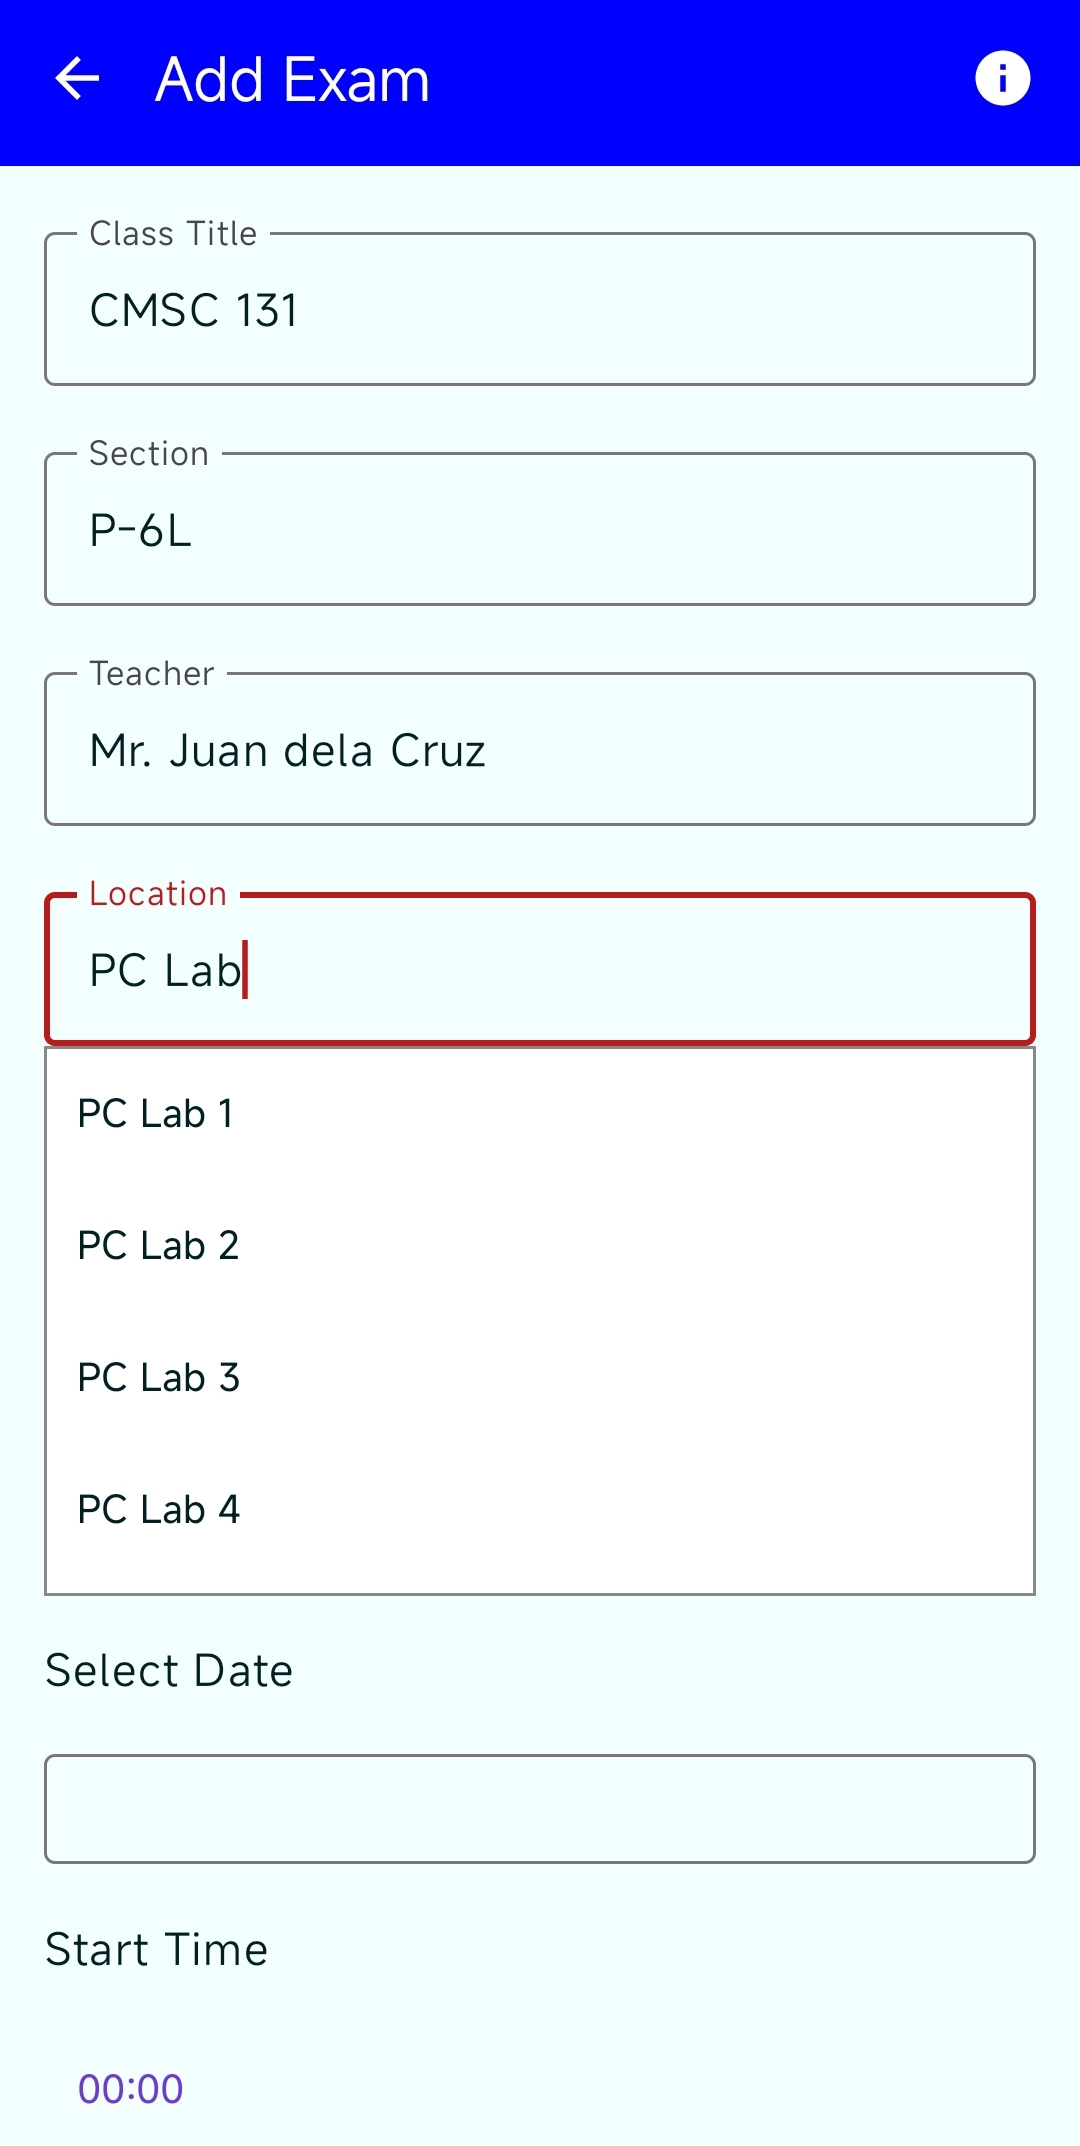 Add Exam
Class Title
CMSC 131
Section
P-6L
Teacher
Mr. Juan dela Cruz
Location
PC Lab
PC Lab 1
PC Lab 2
PC Lab 3
PC Lab 4
Select Date
Start Time
00:00